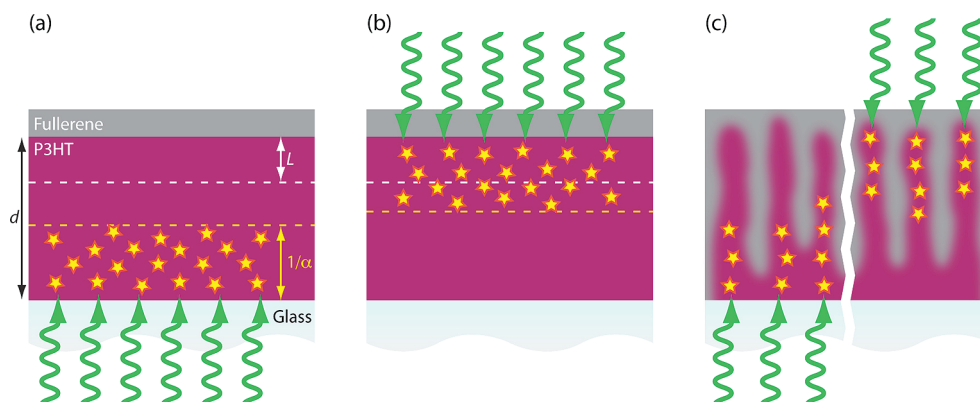 (a)
(b)
(c)
Fullerene
P3HT
L
d
1/α
Glass